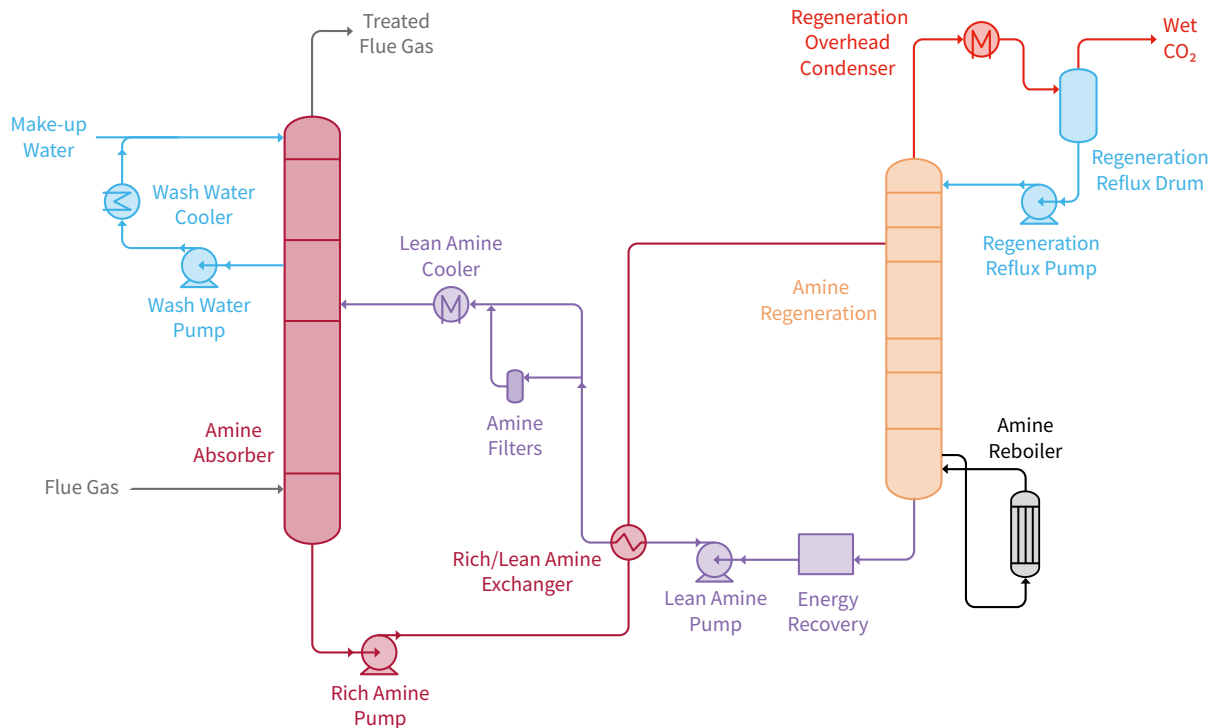 Treated
Flue Gas
Regeneration
Overhead
Condenser
Wet
CO₂
Make-up
Water
Wash Water
Cooler
Regeneration
Reflux Drum
Lean Amine
Cooler
Regeneration
Reflux Pump
Wash Water
Pump
Amine
Regeneration
Amine
Filters
Amine
Absorber
Amine
Reboiler
Flue Gas
Rich/Lean Amine
Exchanger
Lean Amine
Pump
Energy
Recovery
Rich Amine
Pump